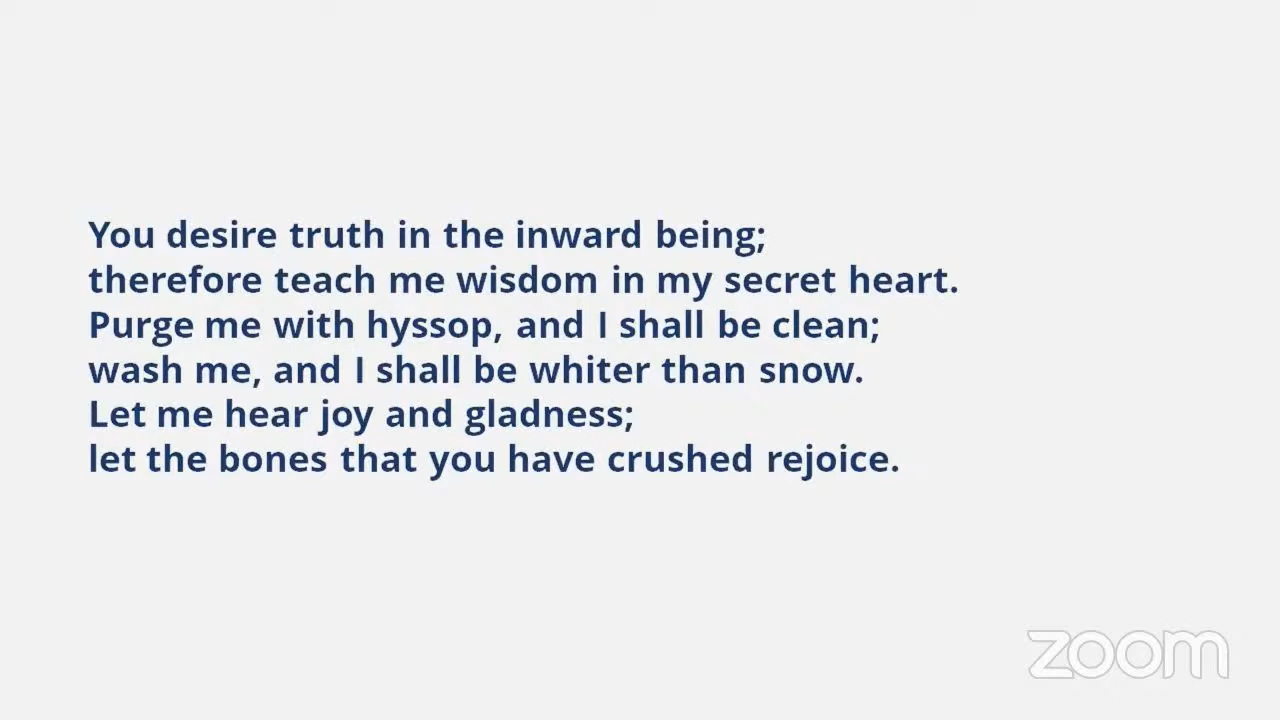 You desire truth in the inward being;
therefore teach me wisdom in my secret heart.
Purge me with hyssop, and I shall be clean;
wash me, and I shall be whiter than snow.
Let me hear joy and gladness;
let the bones that you have crushed rejoice.
zoom